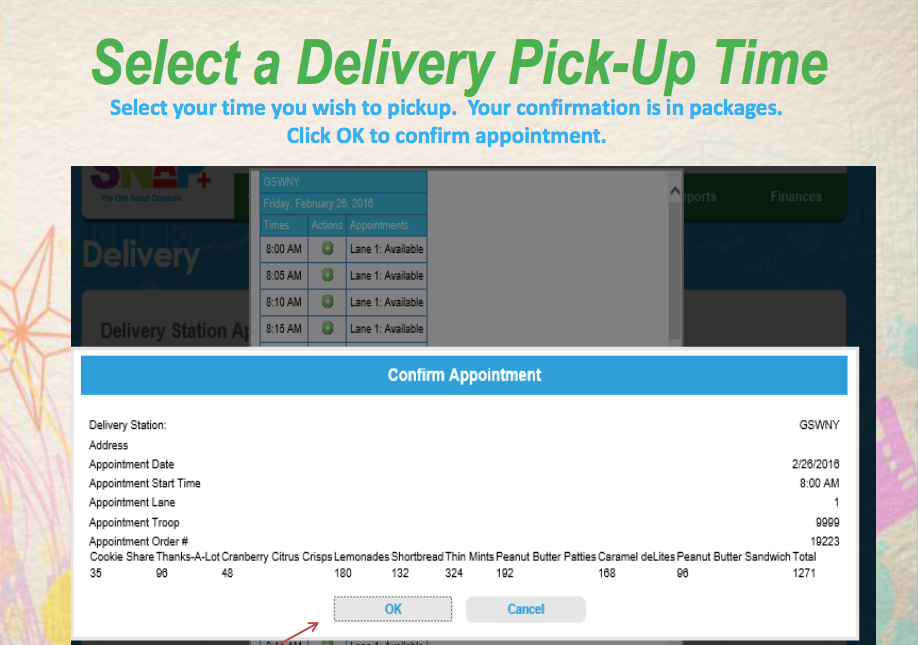 Select a Delivery Pick-Up Time
Select your time you wish to pickup. Your confirmation is in packages.
Click OK to confirm appointment.
SNAP+
For Girl Scout Councils
eports
Finances
Delivery
Delivery Station Ap
GSWNY
Friday, February 26, 2016
Times Actions Appointments
8:00 AM Lane 1: Available
8:05 AM Lane 1: Available
8:10 AM Lane 1: Available
8:15 AM Lane 1: Available
Confirm Appointment
Delivery Station: GSWNY
Address
Appointment Date 2/26/2016
Appointment Start Time 8:00 AM
Appointment Lane 1
Appointment Troop 9999
Appointment Order # 19223
Cookie Share Thanks-A-Lot Cranberry Citrus Crisps Lemonades Shortbread Thin Mints Peanut Butter Patties Caramel deLites Peanut Butter Sandwich Total
35 96 48 180 132 324 192 168 96 1271
OK Cancel